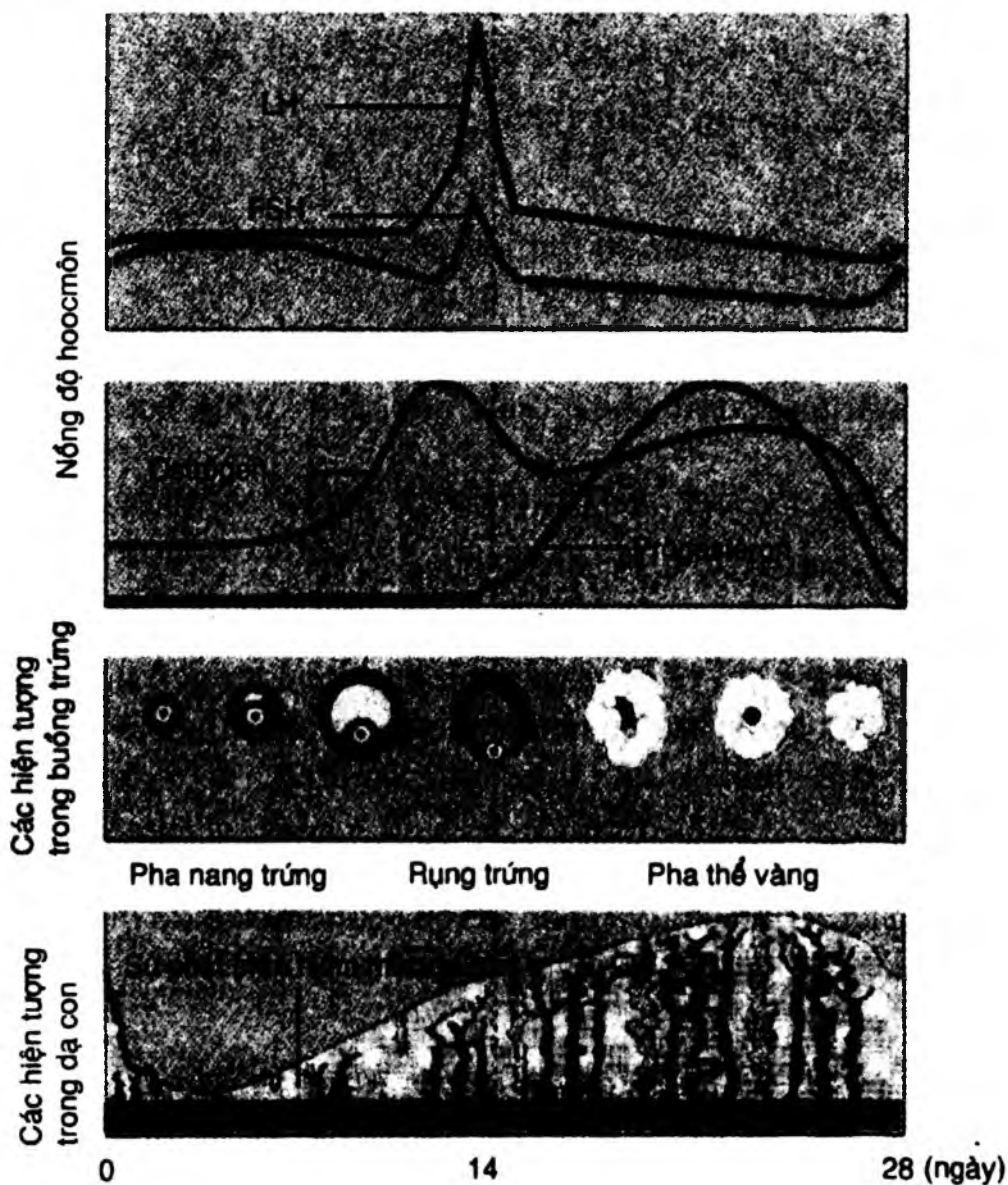 LH
FSH
Nồng độ hoocmôn
Ơstrôgen
Các hiện tượng
trong buồng trứng
Pha nang trứng
Rụng trứng
Pha thể vàng
Các hiện tượng
trong dạ con
0
14
28 (ngày)